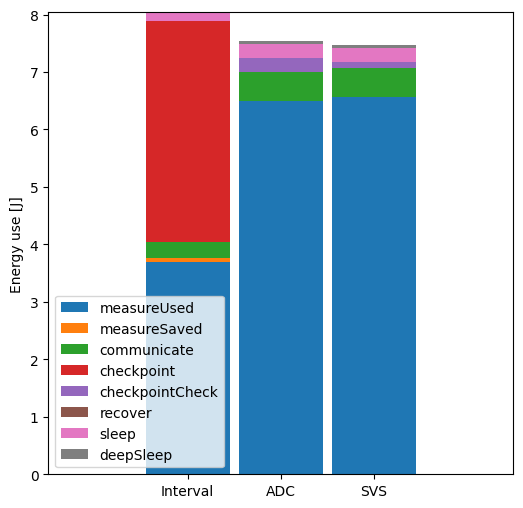 8
7
6
5
4
3
2
1
0
Energy use [J]
measureUsed
measureSaved
communicate
checkpoint
checkpointCheck
recover
sleep
deepSleep
Interval
ADC
SVS